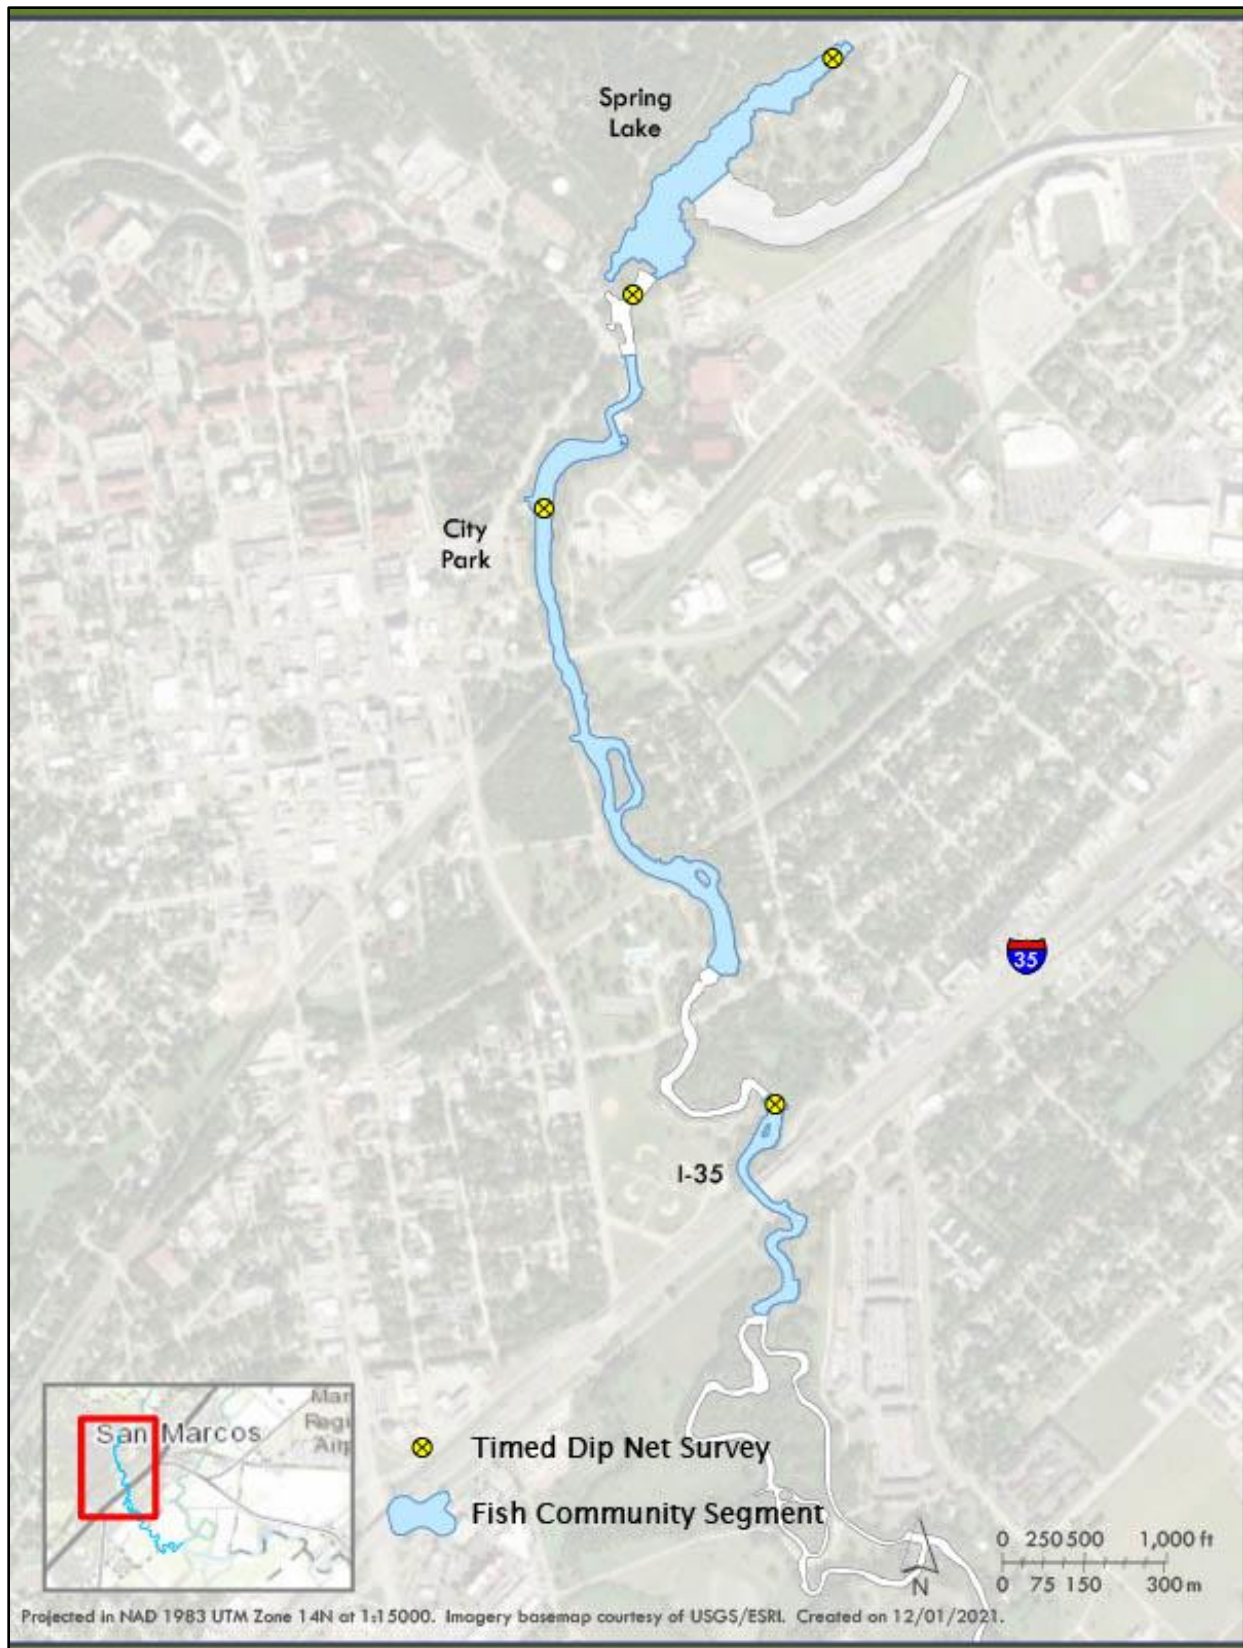 Spring
Lake
City
Park
35
I-35
San Marcos
Timed Dip Net Survey
Fish Community Segment
N
0 250 500 1,000 ft
0 75 150 300 m
Projected in NAD 1983 UTM Zone 14N at 1:15000. Imagery basemap courtesy of USGS/ESRI. Created on 12/01/2021.